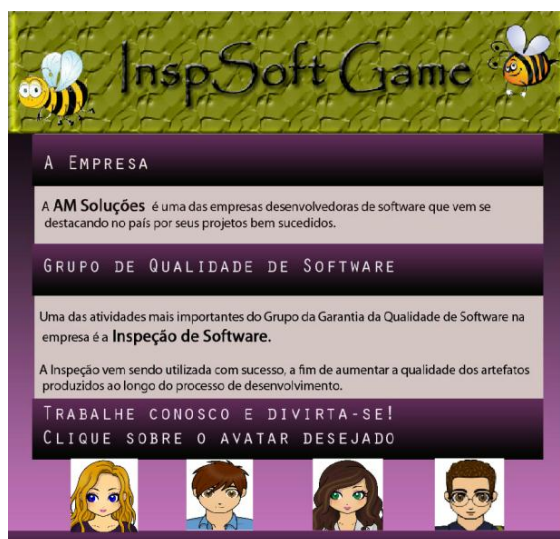 InspSoft Game
A EMPRESA
A AM Soluções é uma das empresas desenvolvedoras de software que vem se
destacando no país por seus projetos bem sucedidos.
GRUPO DE QUALIDADE DE SOFTWARE
Uma das atividades mais importantes do Grupo da Garantia da Qualidade de Software na
empresa é a Inspeção de Software.
A Inspeção vem sendo utilizada com sucesso, a fim de aumentar a qualidade dos artefatos
produzidos ao longo do processo de desenvolvimento.
TRABALHE CONOSCO E DIVIRTA-SE!
CLIQUE SOBRE O AVATAR DESEJADO